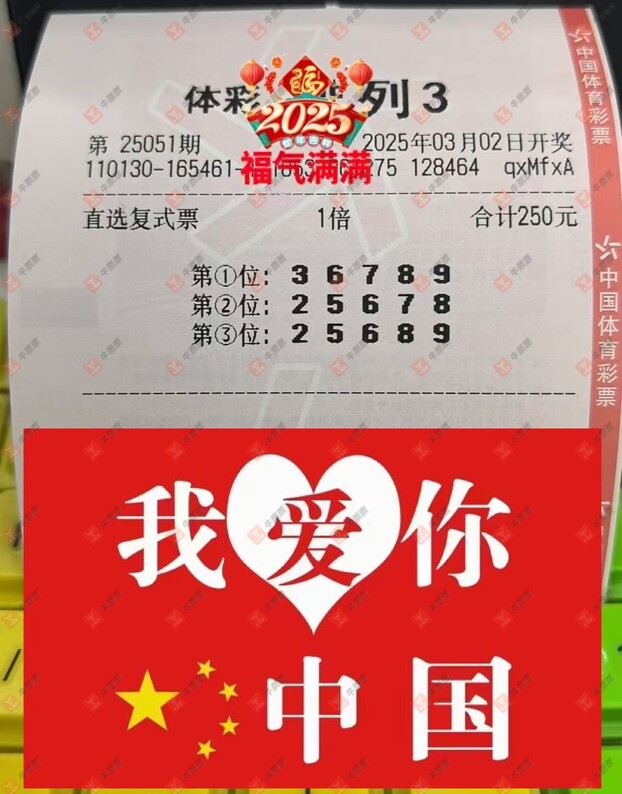 体彩 列3
2025
第 25051期 2025年03月02日开奖
110130-165461- 275 128464 qxMfxA
福气满满
直选复式票 1倍 合计250元
第①位: 3 6 7 8 9
第②位: 2 5 6 7 8
第③位: 2 5 6 8 9
中国体育彩票
中国体育彩票
我爱你
中国